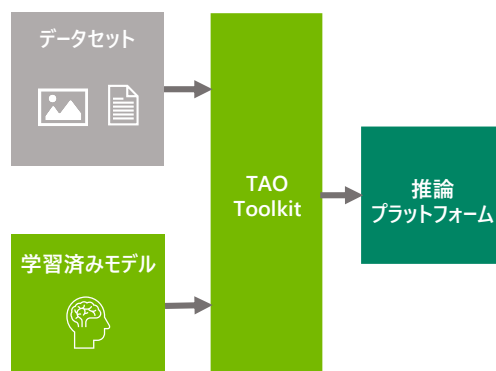 データセット
学習済みモデル
TAO
Toolkit
推論
プラットフォーム